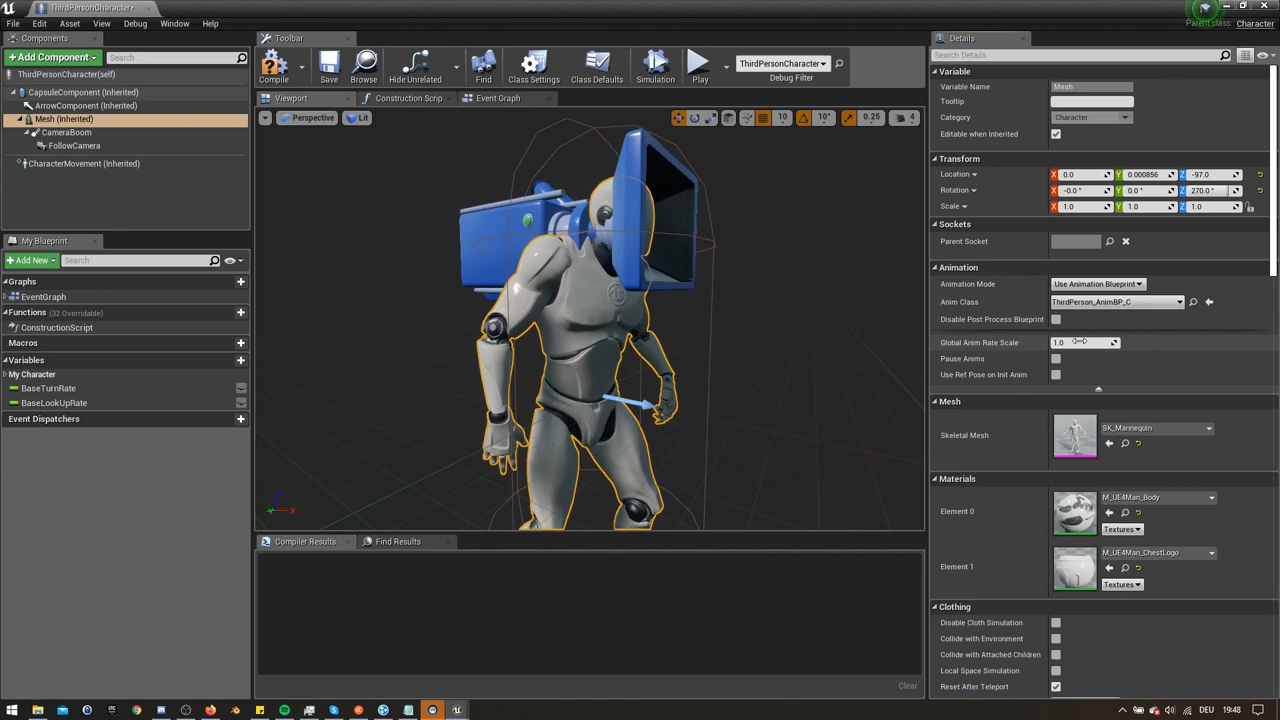 ThirdPersonCharacter*
Parent class: Character
File Edit Asset View Debug Window Help
Components
+ Add Component
Search
ThirdPersonCharacter(self)
CapsuleComponent (Inherited)
ArrowComponent (Inherited)
Mesh (Inherited)
CameraBoom
FollowCamera
CharacterMovement (Inherited)
My Blueprint
+ Add New
Search
Graphs
EventGraph
Functions (32 Overridable)
ConstructionScript
Macros
Variables
My Character
BaseTurnRate
BaseLookUpRate
Event Dispatchers
Toolbar
Compile
Save
Browse
Hide Unrelated
Find
Class Settings
Class Defaults
Simulation
Play
ThirdPersonCharacter
Debug Filter
Viewport
Construction Scrip
Event Graph
Perspective
Lit
10
10°
0.25
4
Z
Y
X
Compiler Results
Find Results
Clear
Details
Search Details
Variable
Variable Name Mesh
Tooltip
Category Character
Editable when Inherited
Transform
Location X 0.0 Y 0.000856 Z -97.0
Rotation X -0.0 ° Y 0.0 ° Z 270.0 °
Scale X 1.0 Y 1.0 Z 1.0
Sockets
Parent Socket
Animation
Animation Mode Use Animation Blueprint
Anim Class ThirdPerson_AnimBP_C
Disable Post Process Blueprint
Global Anim Rate Scale 1.0
Pause Anims
Use Ref Pose on Init Anim
Mesh
Skeletal Mesh SK_Mannequin
Materials
Element 0 M_UE4Man_Body
Textures
Element 1 M_UE4Man_ChestLogo
Textures
Clothing
Disable Cloth Simulation
Collide with Environment
Collide with Attached Children
Local Space Simulation
Reset After Teleport
DEU 19:48